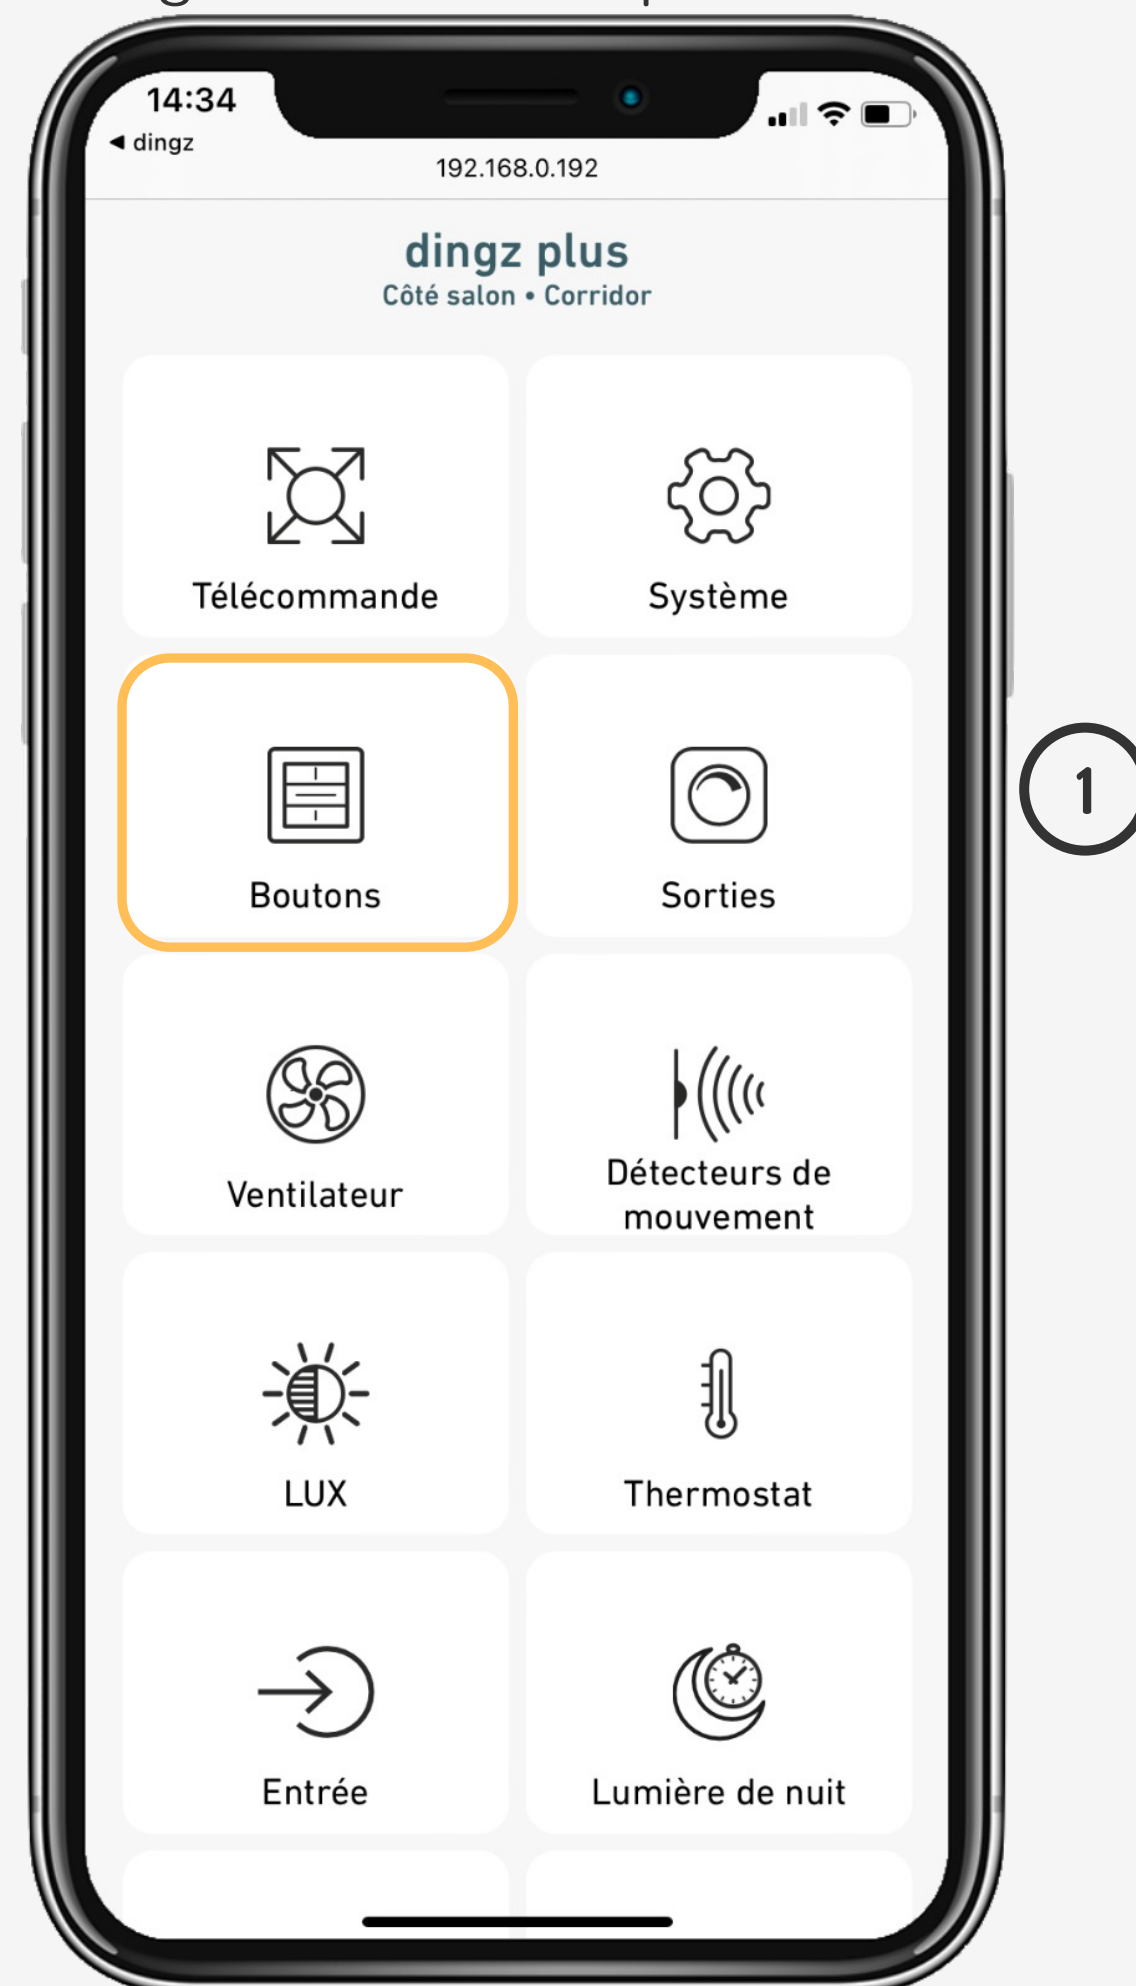 14:34
dingz
192.168.0.192
dingz plus
Côté salon • Corridor
Télécommande
Système
Boutons
Sorties
1
Ventilateur
Détecteurs de
mouvement
LUX
Thermostat
Entrée
Lumière de nuit